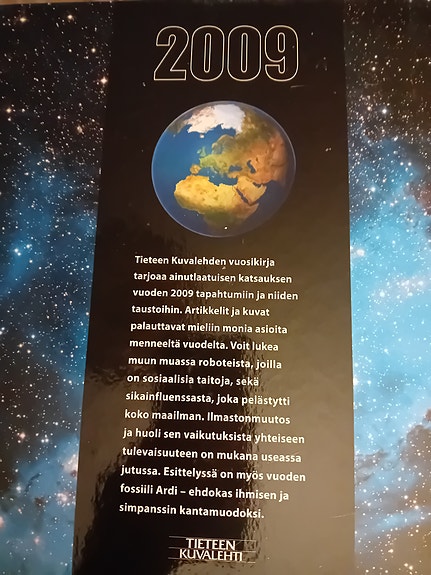 2009
Tieteen Kuvalehden vuosikirja
tarjoaa ainutlaatuisen katsauksen
vuoden 2009 tapahtumiin ja niiden
taustoihin. Artikkelit ja kuvat
palauttavat mieliin monia asioita
menneeltä vuodelta. Voit lukea
muun muassa roboteista, joilla
on sosiaalisia taitoja, sekä
sikainfluenssasta, joka pelästytti
koko maailman. Ilmastonmuutos
ja huoli sen vaikutuksista yhteiseen
tulevaisuuteen on mukana useassa
jutussa. Esittelyssä on myös vuoden
fossiili Ardi – ehdokas ihmisen ja
simpanssin kantamuodoksi.
TIETEEN
KUVALEHTI